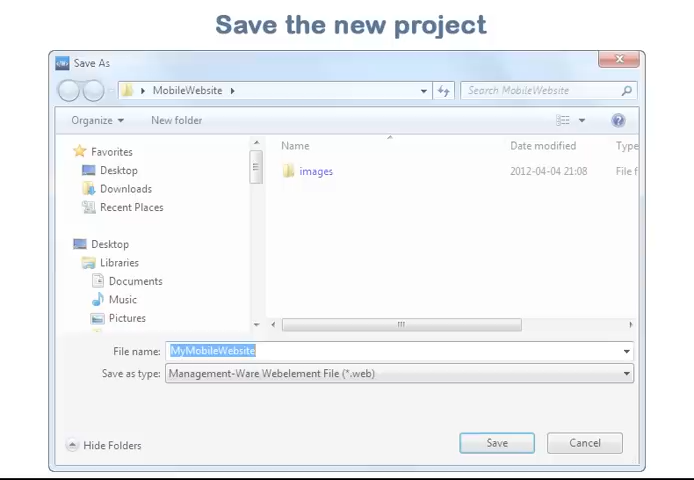 Save the new project
Save As
MobileWebsite
Search MobileWebsite
Organize
New folder
Name
Date modified
Type
Favorites
Desktop
Downloads
Recent Places
images
2012-04-04 21:08
File f
Desktop
Libraries
Documents
Music
Pictures
File name: MyMobileWebsite
Save as type: Management-Ware Webelement File (*.web)
Hide Folders
Save
Cancel